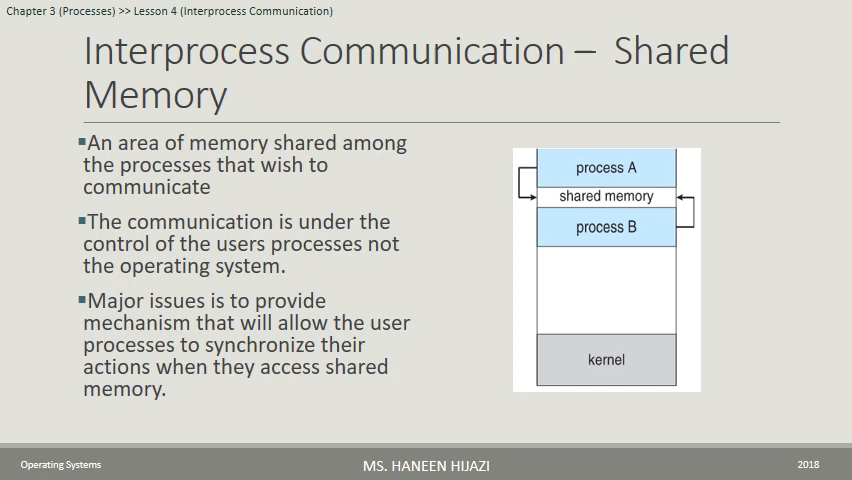 Chapter 3 (Processes) >> Lesson 4 (Interprocess Communication)
Interprocess Communication – Shared
Memory
▪An area of memory shared among
the processes that wish to
communicate
▪The communication is under the
control of the users processes not
the operating system.
▪Major issues is to provide
mechanism that will allow the user
processes to synchronize their
actions when they access shared
memory.
process A
shared memory
process B
kernel
Operating Systems
MS. HANEEN HIJAZI
2018